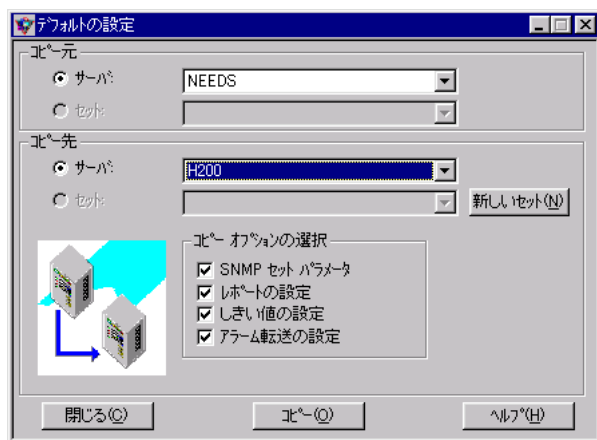 ﾃﾞﾌｫﾙﾄの設定
ｺﾋﾟｰ元
ｻｰﾊﾞ:
NEEDS
ｾｯﾄ:
ｺﾋﾟｰ先
ｻｰﾊﾞ:
H200
ｾｯﾄ:
新しいｾｯﾄ(N)
ｺﾋﾟｰ ｵﾌﾟｼｮﾝの選択
SNMP ｾｯﾄ ﾊﾟﾗﾒｰﾀ
ﾚﾎﾟｰﾄの設定
しきい値の設定
ｱﾗｰﾑ転送の設定
閉じる(C)
ｺﾋﾟｰ(O)
ﾍﾙﾌﾟ(H)